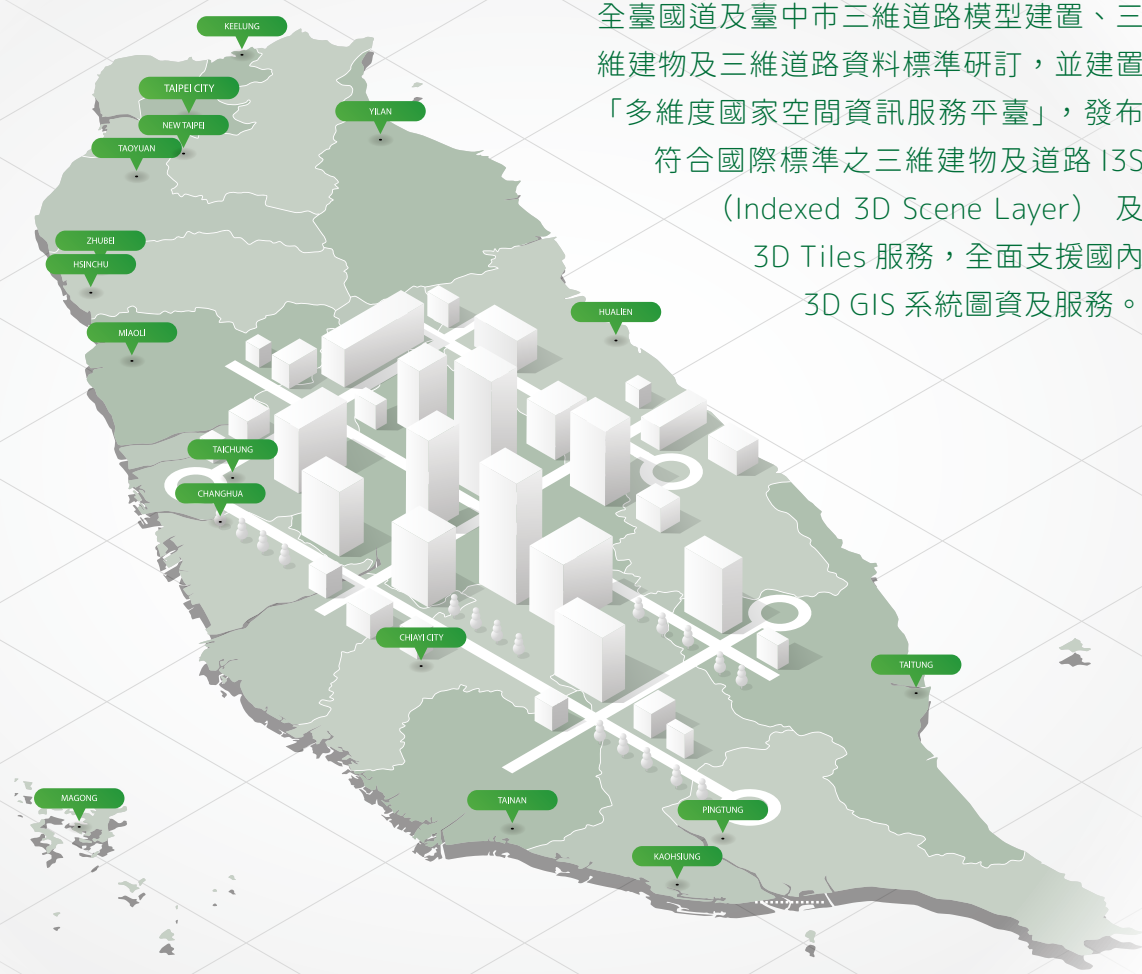 全臺國道及臺中市三維道路模型建置、三
維建物及三維道路資料標準研訂，並建置
「多維度國家空間資訊服務平臺」，發布
符合國際標準之三維建物及道路 I3S
（Indexed 3D Scene Layer） 及
3D Tiles 服務，全面支援國內
3D GIS 系統圖資及服務。
KEELUNG
TAIPEI CITY
YILAN
NEW TAIPEI
TAOYUAN
ZHUBEI
HSINCHU
HUALIEN
MIAOLI
TAICHUNG
CHANGHUA
CHIAYI CITY
TAITUNG
MAGONG
TAINAN
PINGTUNG
KAOHSIUNG